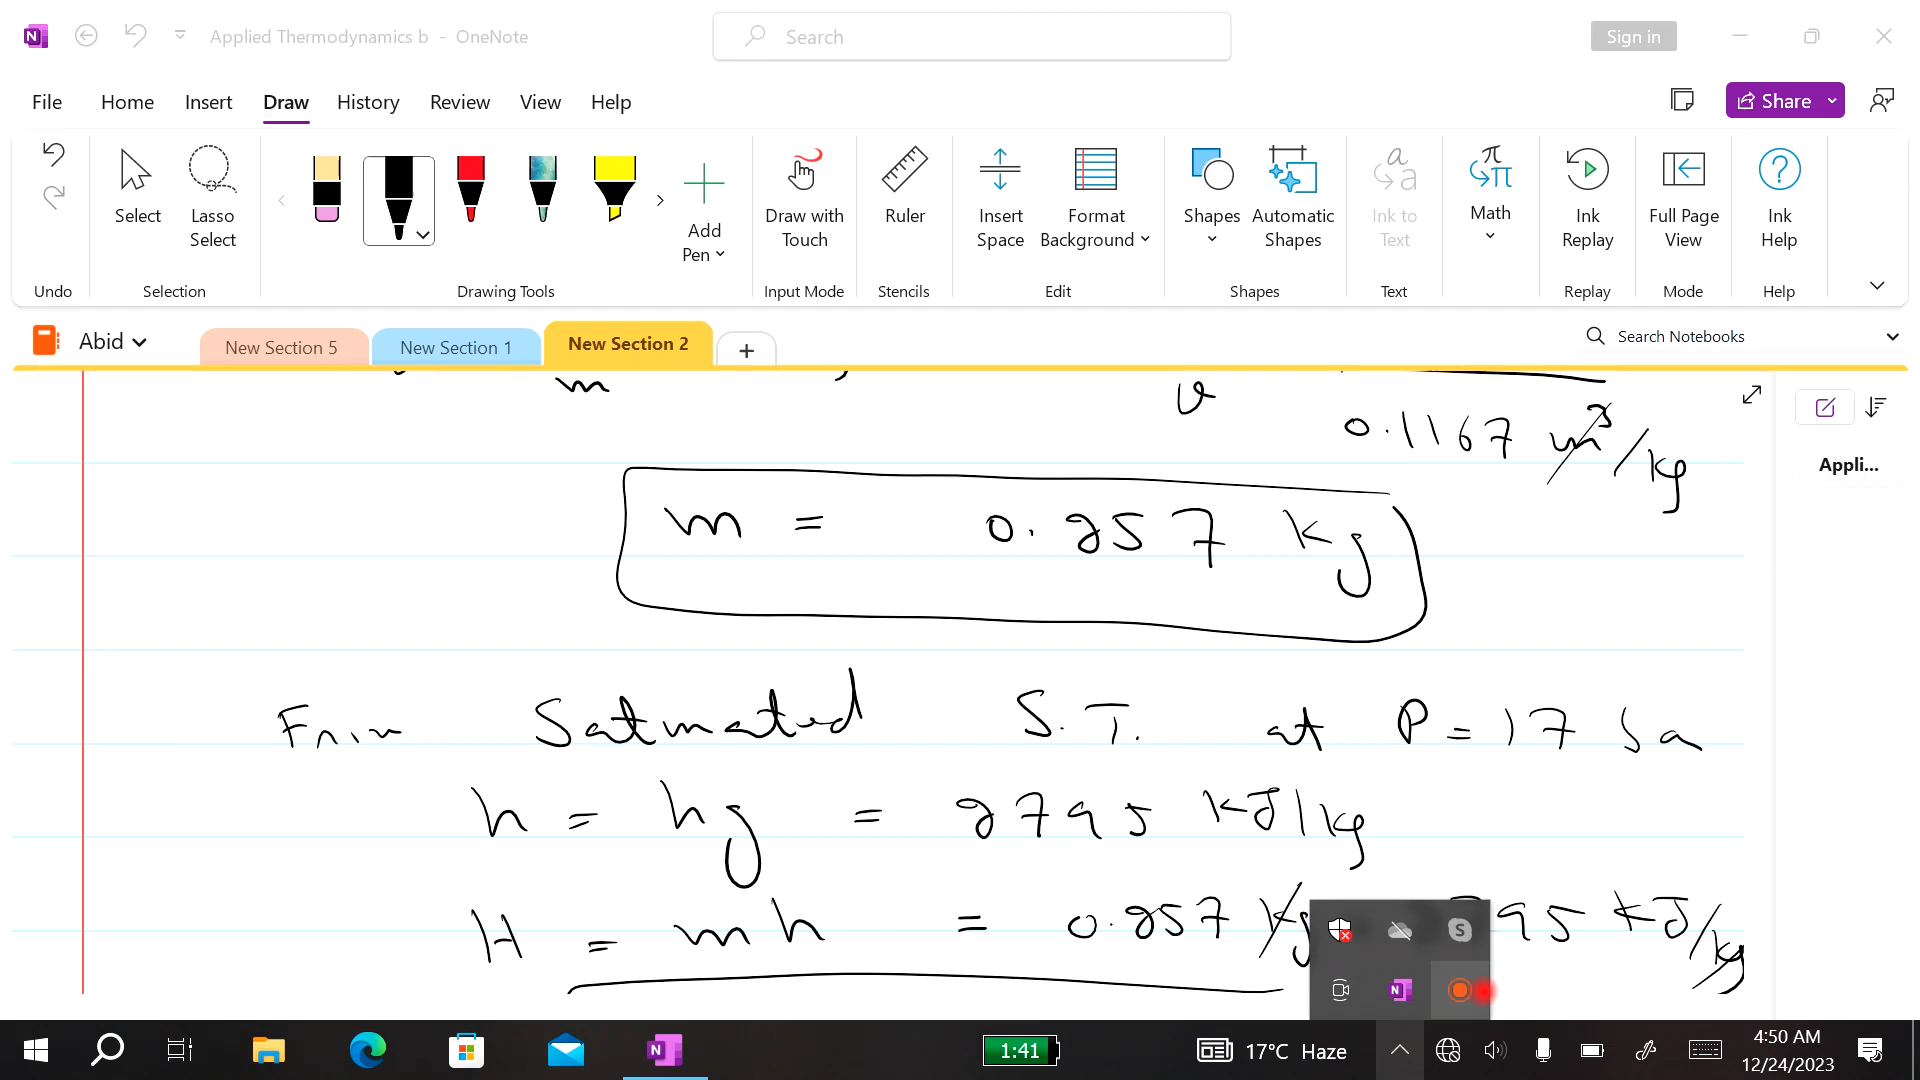 Applied Thermodynamics b - OneNote
Search
Sign in
File Home Insert Draw History Review View Help
Share
Select
Lasso Select
Add Pen
Draw with Touch
Ruler
Insert Space
Format Background
Shapes
Automatic Shapes
Ink to Text
Math
Ink Replay
Full Page View
Ink Help
Undo Selection Drawing Tools Input Mode Stencils Edit Shapes Text Replay Mode Help
Abid
New Section 5 New Section 1 New Section 2 +
Search Notebooks
Appli...
m
0.1167 m³/kg
m = 0.257 kg
From Saturated S.T. at P = 17
h = hg = 2795 kJ/kg
H = mh = 0.257 kg 95 kJ/kg
1:41
17°C Haze
4:50 AM
12/24/2023